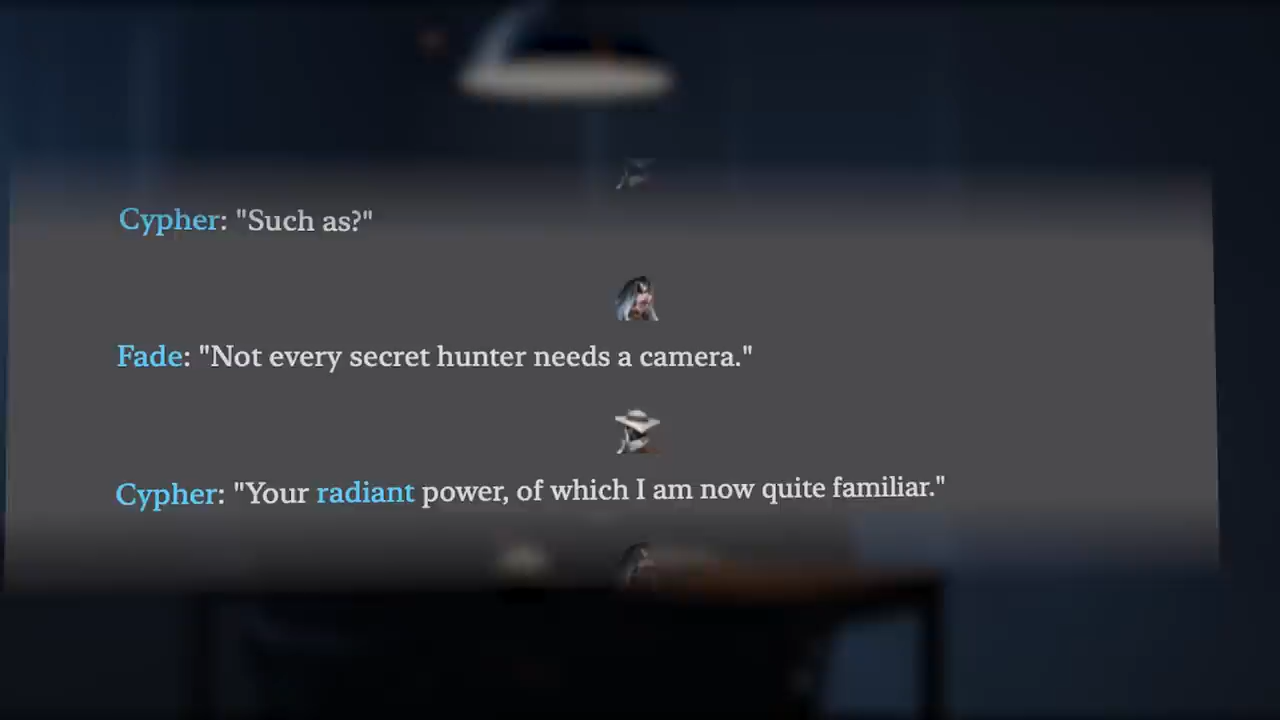 Cypher: "Such as?"
Fade: "Not every secret hunter needs a camera."
Cypher: "Your radiant power, of which I am now quite familiar."